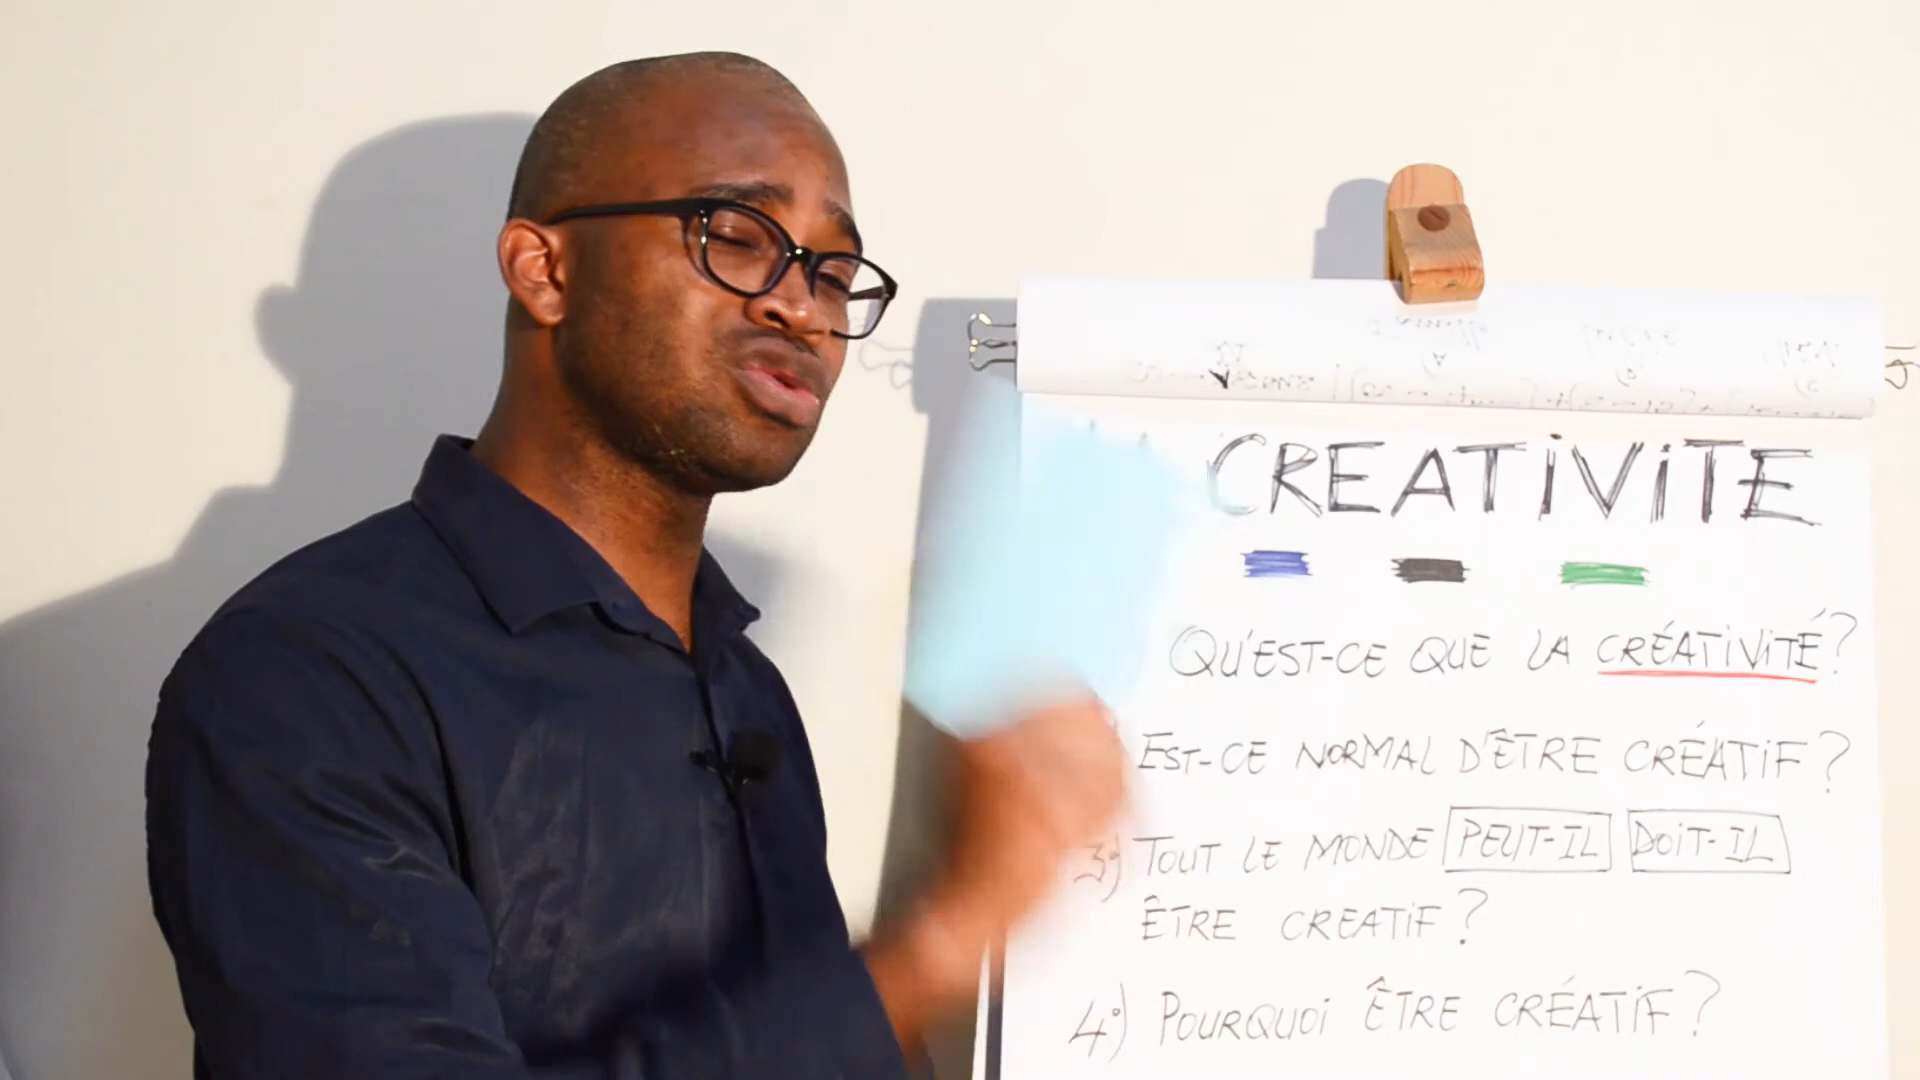 CREATIVITE
QU'EST-CE QUE LA CRÉATIVITÉ?
EST-CE NORMAL D'ÊTRE CRÉATIF?
3°) TOUT LE MONDE PEUT-IL DOIT-IL
ÊTRE CREATIF?
4°) POURQUOI ÊTRE CRÉATIF?